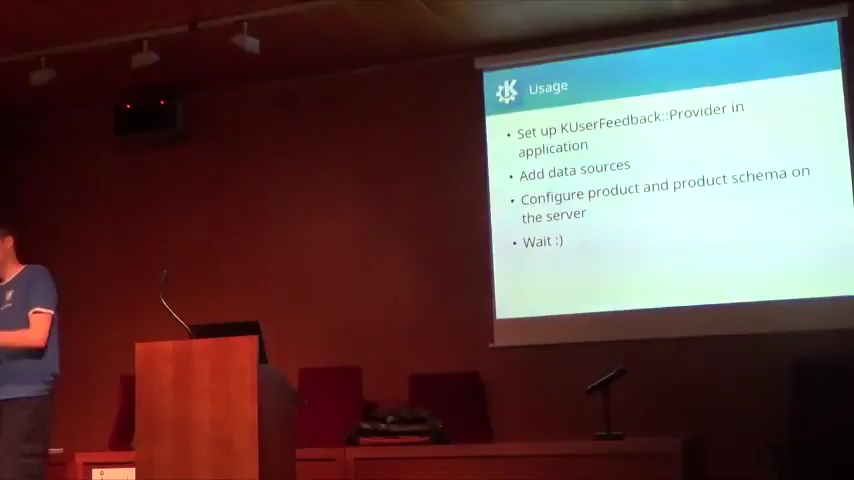 Usage
• Set up KUserFeedback::Provider in
application
• Add data sources
• Configure product and product schema on
the server
• Wait :)